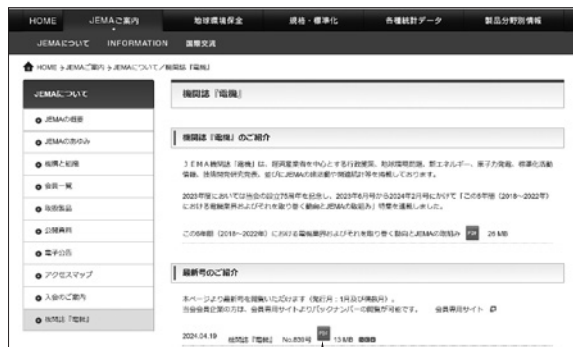 HOME JEMAご案内 地球環境保全 規格・標準化 各種統計データ 製品分野別情報
JEMAについて INFORMATION 国際交流
HOME JEMAご案内 JEMAについて／機関誌『電機』
JEMAについて
JEMAの概要
JEMAのあゆみ
機構と組織
会員一覧
取扱製品
公開資料
電子公告
アクセスマップ
入会のご案内
機関誌『電機』
機関誌『電機』
機関誌『電機』のご紹介
JEMA機関誌『電機』は、経済産業省を中心とする行政施策、地球環境問題、新エネルギー、原子力発電、標準化活動
情報、技術開発研究発表、並びにJEMAの諸活動や関連統計等を掲載しております。
2023年度においては当会の設立75周年を記念し、2023年6月号から2024年2月号にかけて『この5年間（2018～2022年）
における電機業界およびそれを取り巻く動向とJEMAの取組み』特集を連載しました。
この5年間（2018～2022年）における電機業界およびそれを取り巻く動向とJEMAの取組み PDF 26 MB
最新号のご紹介
本ページより最新号を閲覧いただけます（発行月：1月及び偶数月）。
当会会員企業の方は、会員専用サイトよりバックナンバーの閲覧が可能です。 会員専用サイト
2024.04.19 機関誌『電機』 No.839号 PDF 13 MB